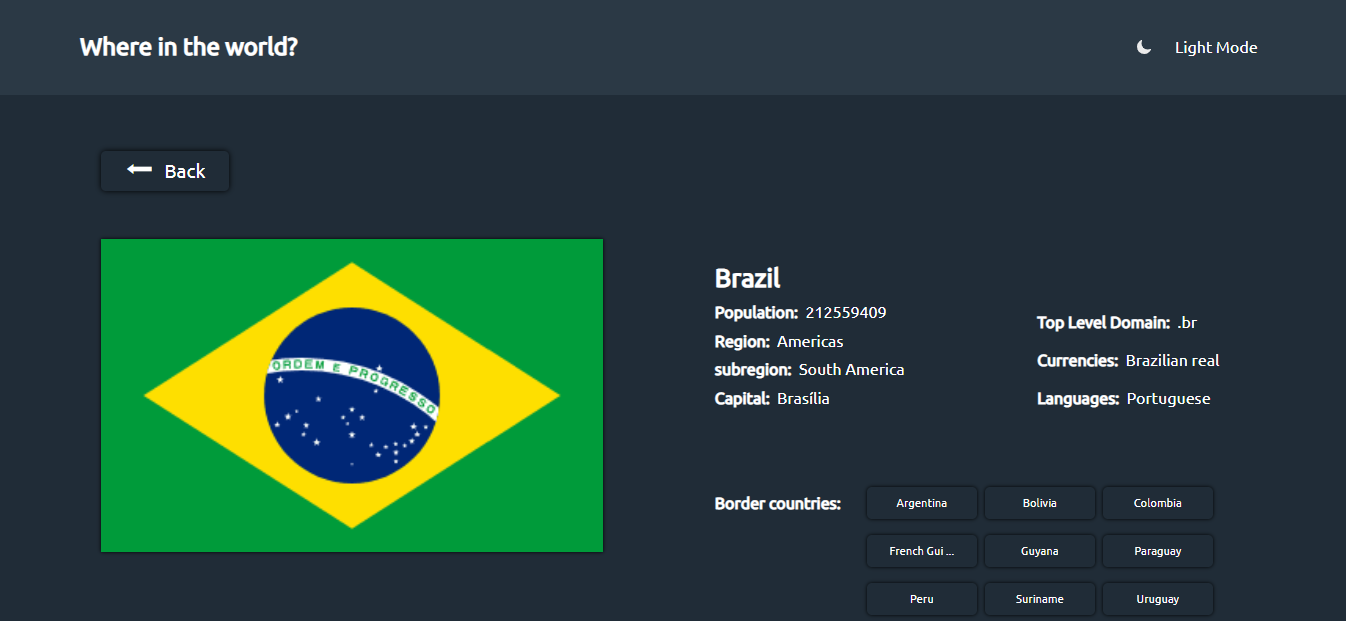 Where in the world?
Light Mode
Back
ORDEM E PROGRESSO
Brazil
Population: 212559409
Region: Americas
subregion: South America
Capital: Brasília
Top Level Domain: .br
Currencies: Brazilian real
Languages: Portuguese
Border countries:
Argentina Bolivia Colombia
French Gui ... Guyana Paraguay
Peru Suriname Uruguay